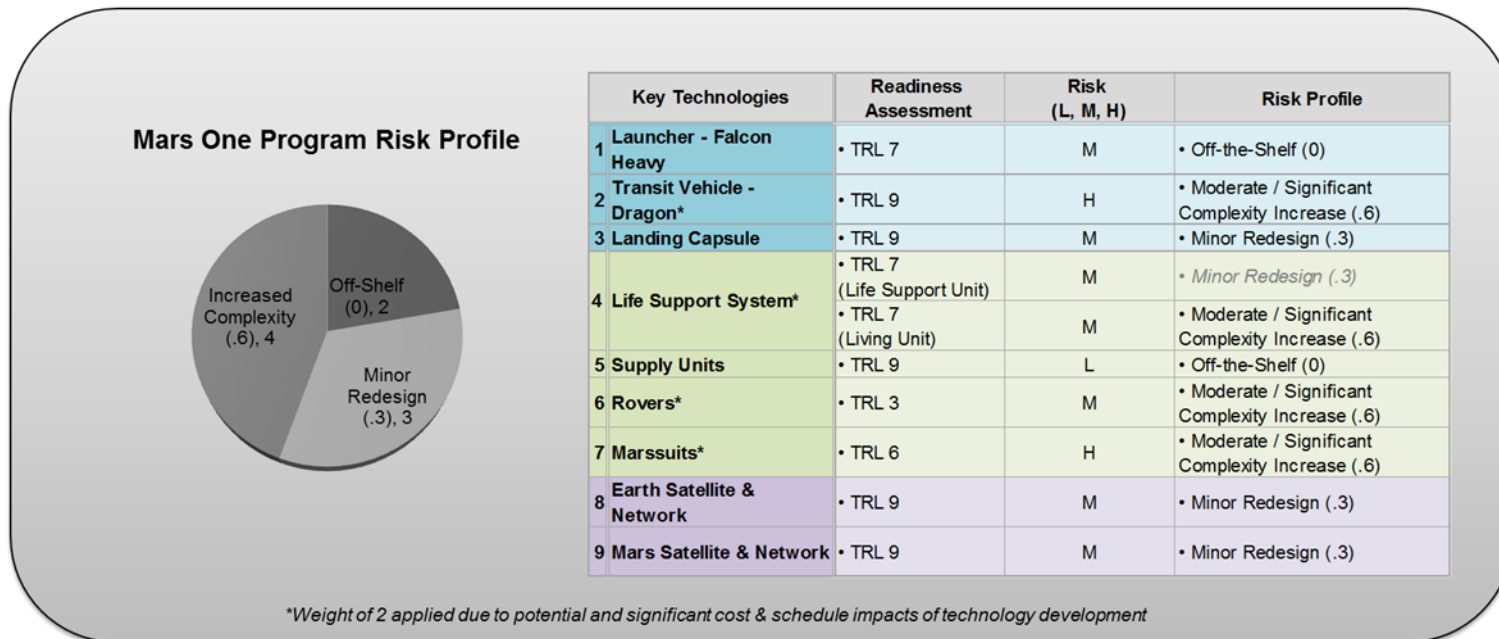 Mars One Program Risk Profile
Off-Shelf
(0), 2
Increased
Complexity
(.6), 4
Minor
Redesign
(.3), 3
Key Technologies
Readiness
Assessment
Risk
(L, M, H)
Risk Profile
1 Launcher - Falcon
Heavy
• TRL 7
M
• Off-the-Shelf (0)
2 Transit Vehicle -
Dragon*
• TRL 9
H
• Moderate / Significant
Complexity Increase (.6)
3 Landing Capsule
• TRL 9
M
• Minor Redesign (.3)
4 Life Support System*
• TRL 7
(Life Support Unit)
M
• Minor Redesign (.3)
• TRL 7
(Living Unit)
M
• Moderate / Significant
Complexity Increase (.6)
5 Supply Units
• TRL 9
L
• Off-the-Shelf (0)
6 Rovers*
• TRL 3
M
• Moderate / Significant
Complexity Increase (.6)
7 Marssuits*
• TRL 6
H
• Moderate / Significant
Complexity Increase (.6)
8 Earth Satellite &
Network
• TRL 9
M
• Minor Redesign (.3)
9 Mars Satellite & Network
• TRL 9
M
• Minor Redesign (.3)
*Weight of 2 applied due to potential and significant cost & schedule impacts of technology development